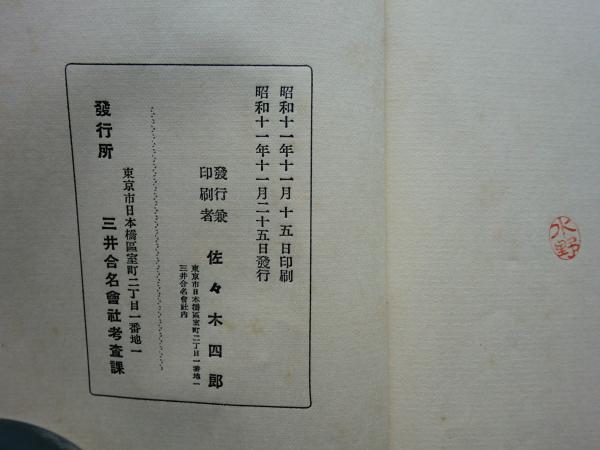 昭和十一年十一月十五日印刷
昭和十一年十一月二十五日發行
發行兼
印刷者
佐々木四郎
東京市日本橋區室町二丁目一番地一
三井合名會社內
發行所
東京市日本橋區室町二丁目一番地一
三井合名會社考査課
水野